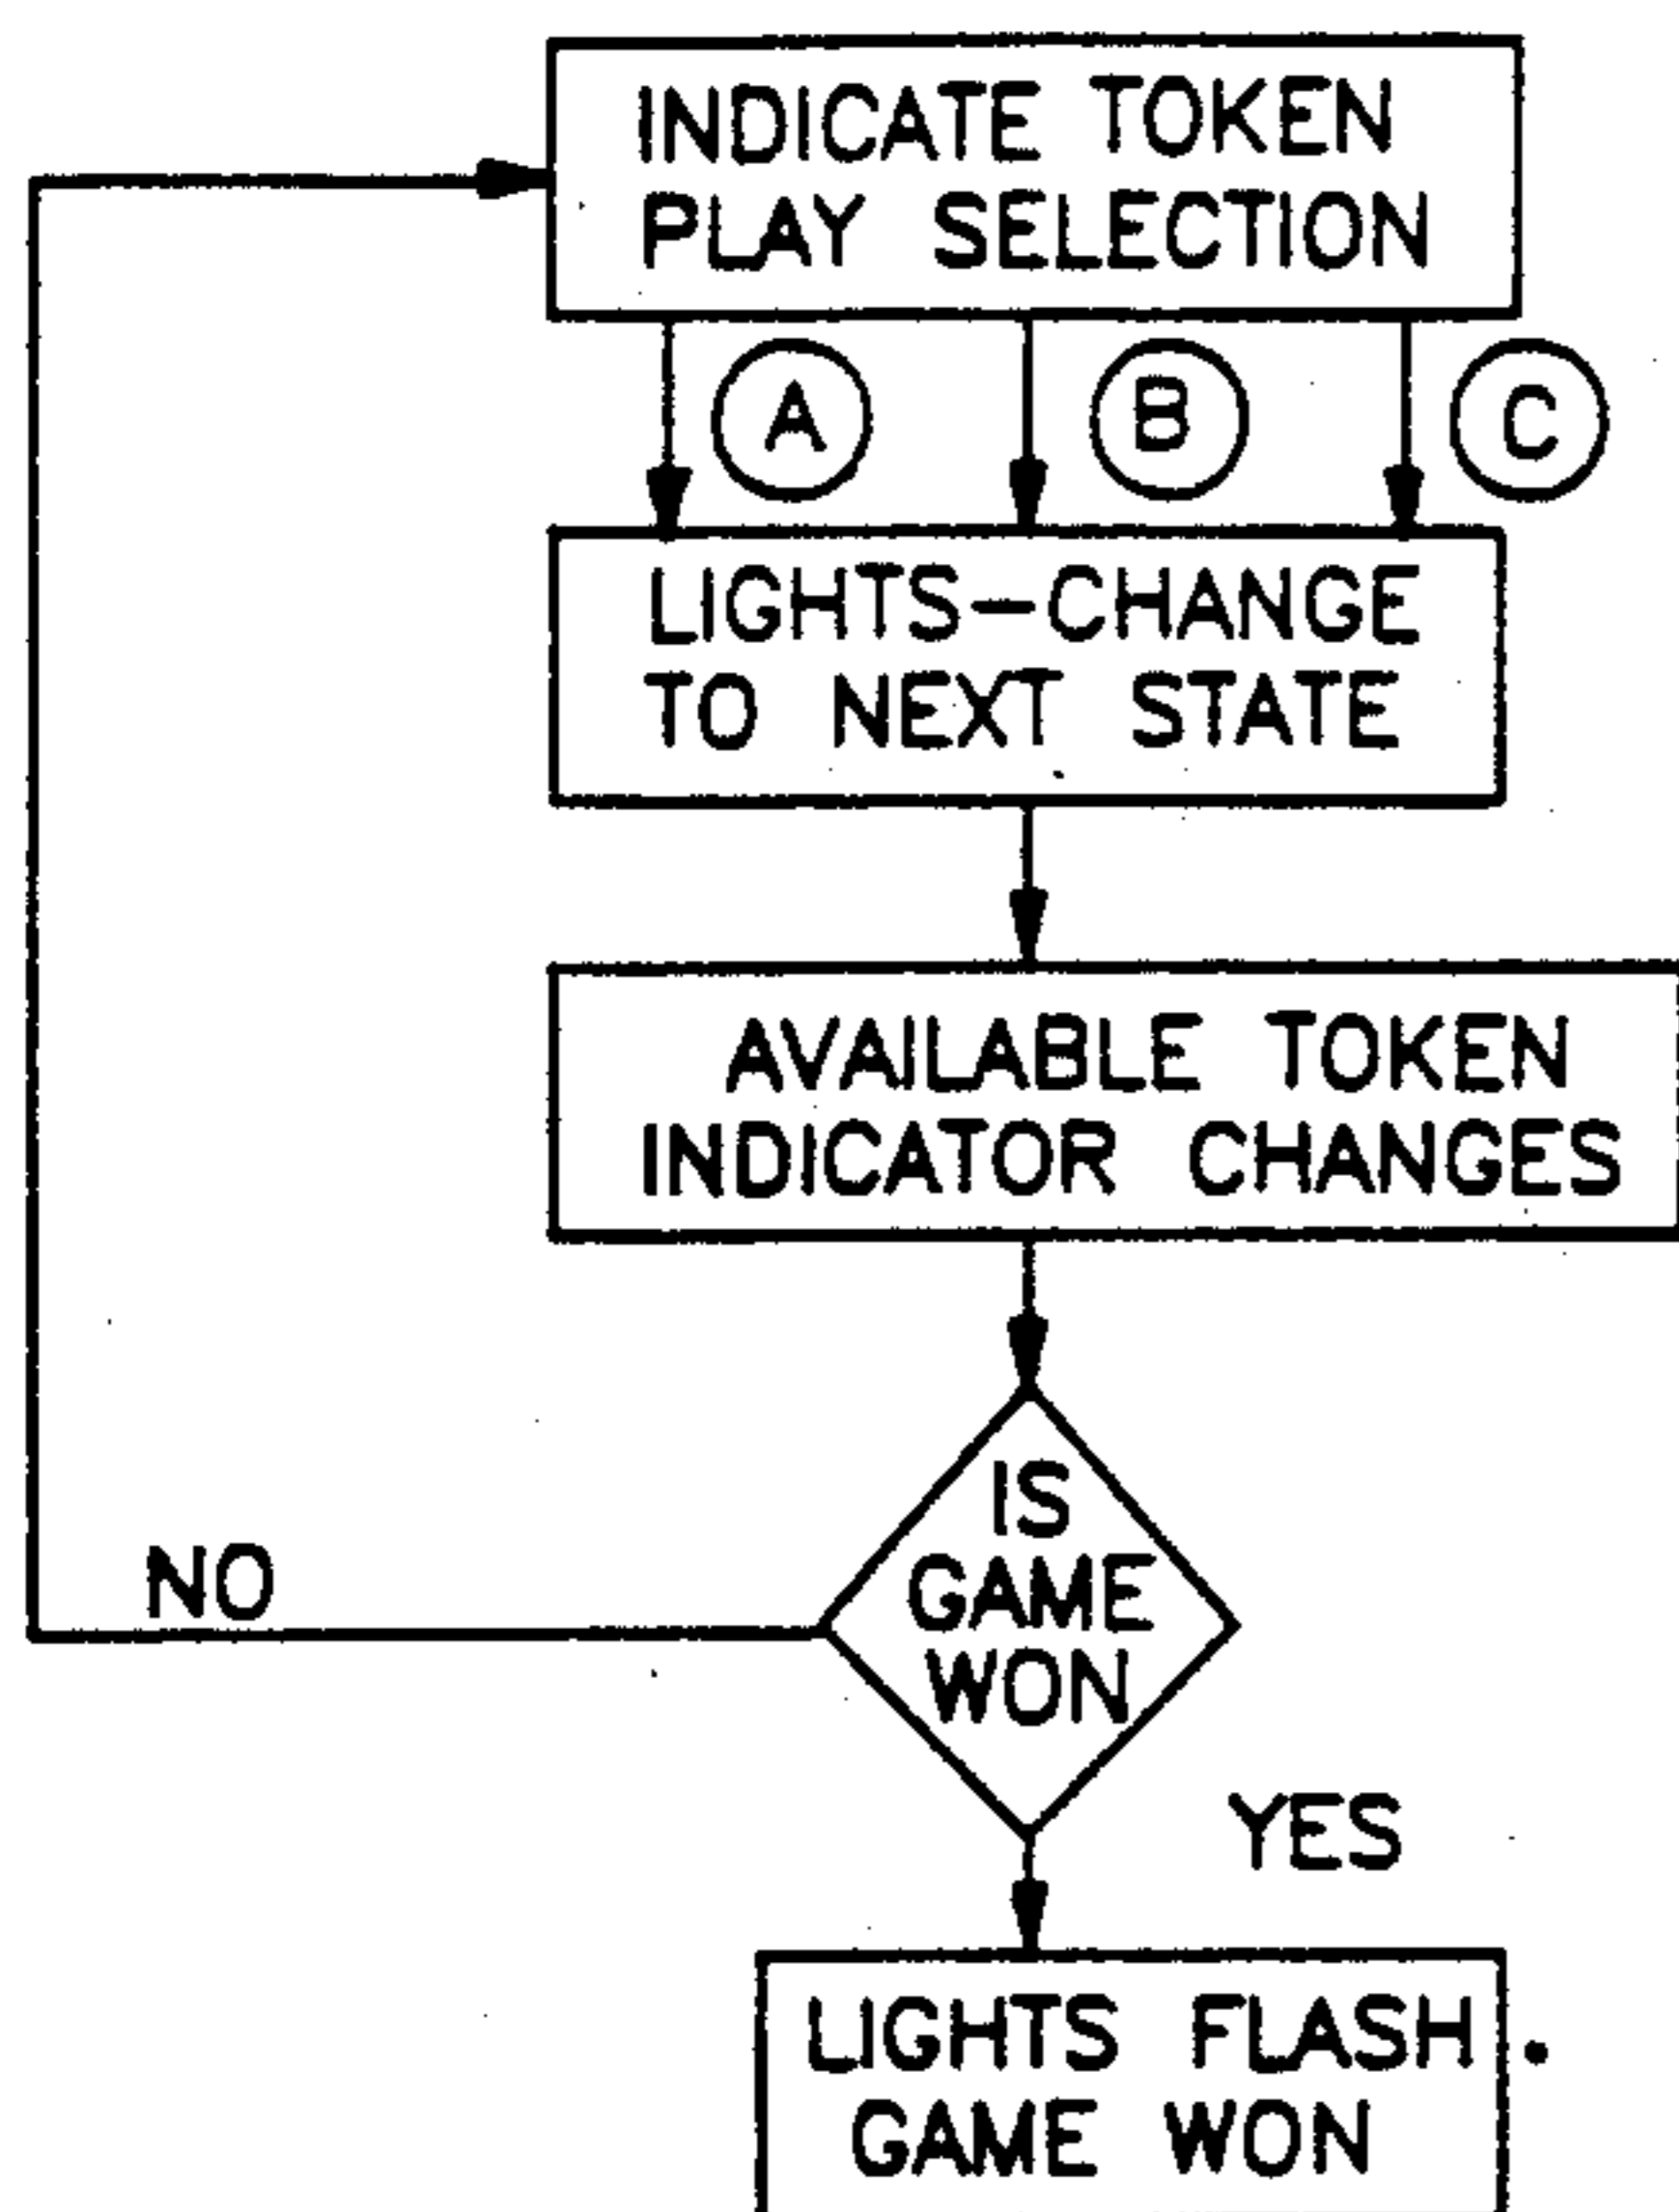 INDICATE TOKEN
PLAY SELECTION
A
B
C
LIGHTS-CHANGE
TO NEXT STATE
AVAILABLE TOKEN
INDICATOR CHANGES
IS
GAME
WON
NO
YES
LIGHTS FLASH
GAME WON